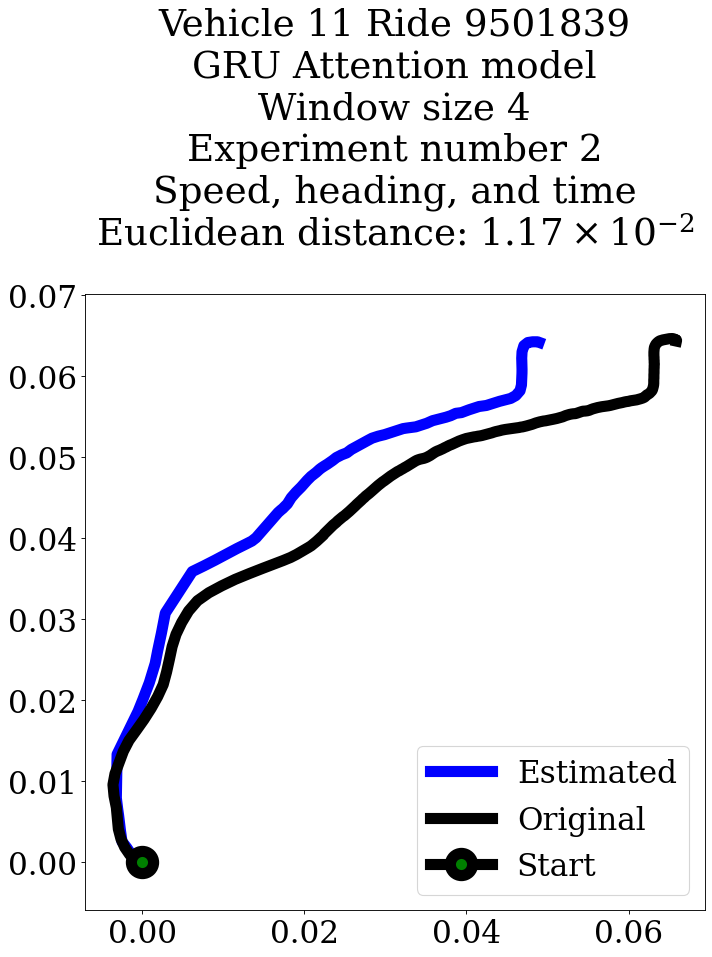 Vehicle 11 Ride 9501839
GRU Attention model
Window size 4
Experiment number 2
Speed, heading, and time
Euclidean distance: 1.17 × 10⁻²
0.07
0.06
0.05
0.04
0.03
0.02
0.01
0.00
Estimated
Original
Start
0.00 0.02 0.04 0.06